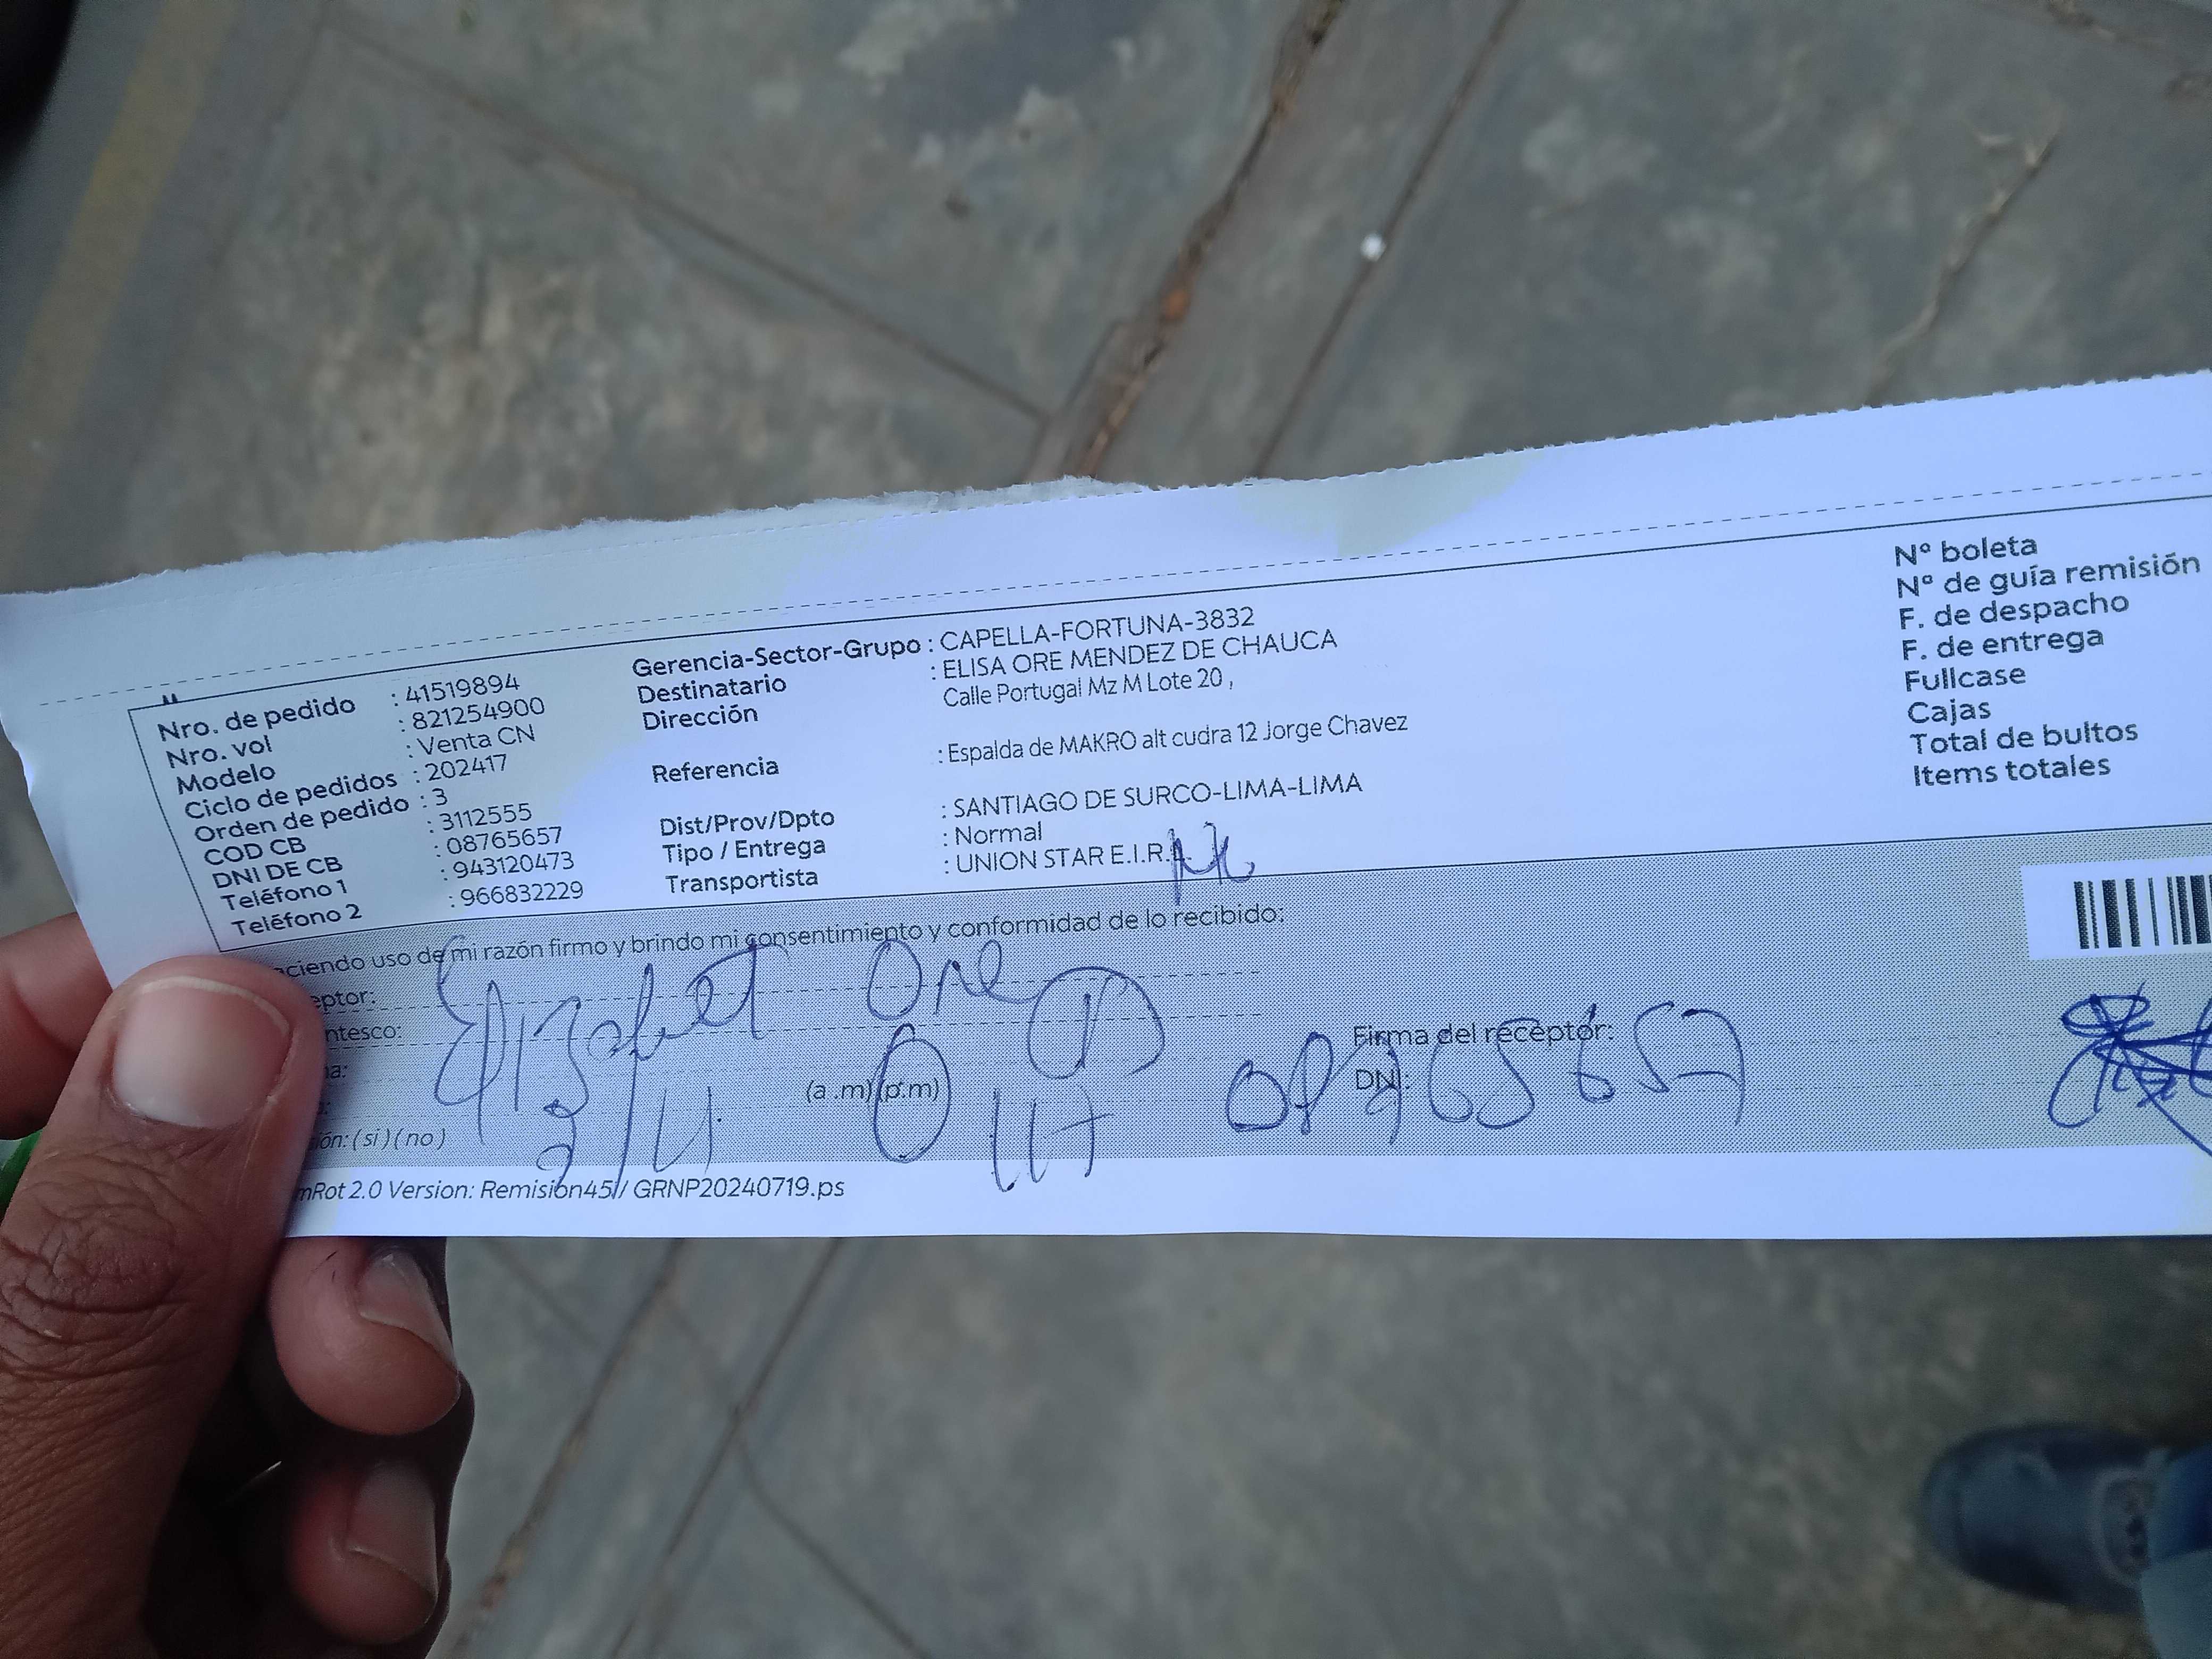 Nro. de pedido : 41519894
Nro. vol : 821254900
Modelo : Venta CN
Ciclo de pedidos : 202417
Orden de pedido : 3
COD CB : 3112555
DNI DE CB : 08765657
Teléfono 1 : 943120473
Teléfono 2 : 966832229
Gerencia-Sector-Grupo : CAPELLA-FORTUNA-3832
Destinatario : ELISA ORE MENDEZ DE CHAUCA
Dirección Calle Portugal Mz M Lote 20 ,
Referencia : Espalda de MAKRO alt cudra 12 Jorge Chavez
Dist/Prov/Dpto : SANTIAGO DE SURCO-LIMA-LIMA
Tipo / Entrega : Normal
Transportista : UNION STAR E.I.R.
Nº boleta
Nº de guía remisión
F. de despacho
F. de entrega
Fullcase
Cajas
Total de bultos
Items totales
aciendo uso de mi razón firmo y brindo mi consentimiento y conformidad de lo recibido:
eptor: Elizabet Ore
ntesco:
Firma del receptor:
(a .m) (p.m)
DNI: 08765657
ión: ( si ) ( no )
mRot 2.0 Version: Remision45// GRNP20240719.ps